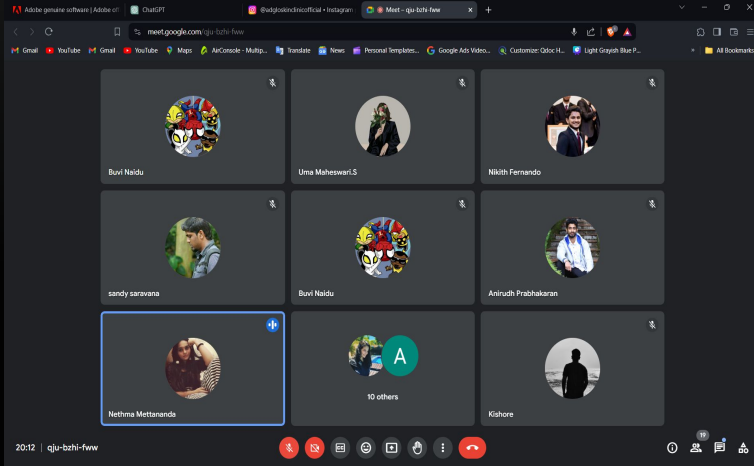 Adobe genuine software | Adobe of
ChatGPT
@adgloskinclinicofficial • Instagram
Meet – qju-bzhi-fww
meet.google.com/qju-bzhi-fww
Gmail
YouTube
Gmail
YouTube
Maps
AirConsole - Multip...
Translate
News
Personal Templates...
Google Ads Video...
Customize: Qdoc H...
Light Grayish Blue P...
»
All Bookmarks
Buvi Naidu
Uma Maheswari.S
Nikith Fernando
sandy saravana
Buvi Naidu
Anirudh Prabhakaran
Nethma Mettananda
A
10 others
Kishore
20:12 | qju-bzhi-fww
19